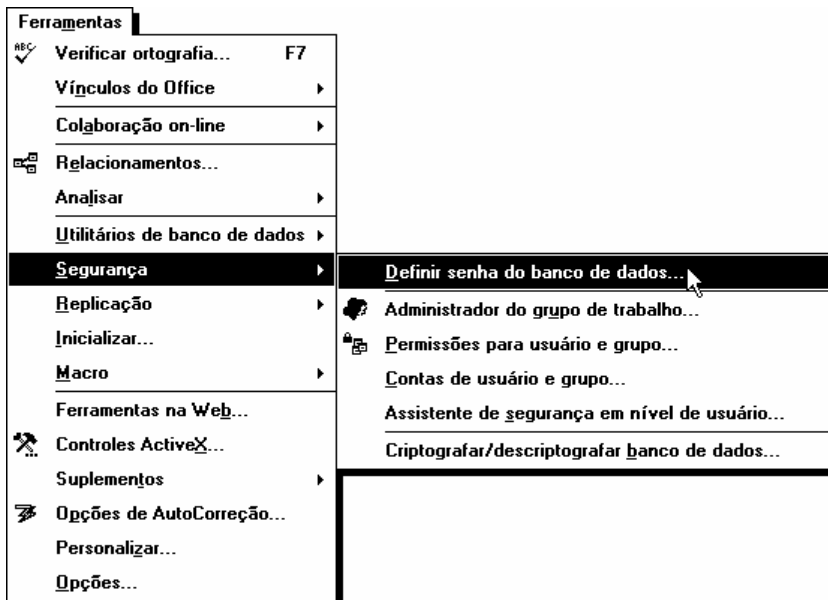 Ferramentas
ABC
Verificar ortografia... F7
Vínculos do Office
Colaboração on-line
Relacionamentos...
Analisar
Utilitários de banco de dados
Segurança
Replicação
Inicializar...
Macro
Ferramentas na Web...
Controles ActiveX...
Suplementos
Opções de AutoCorreção...
Personalizar...
Opções...
Definir senha do banco de dados...
Administrador do grupo de trabalho...
Permissões para usuário e grupo...
Contas de usuário e grupo...
Assistente de segurança em nível de usuário...
Criptografar/descriptografar banco de dados...